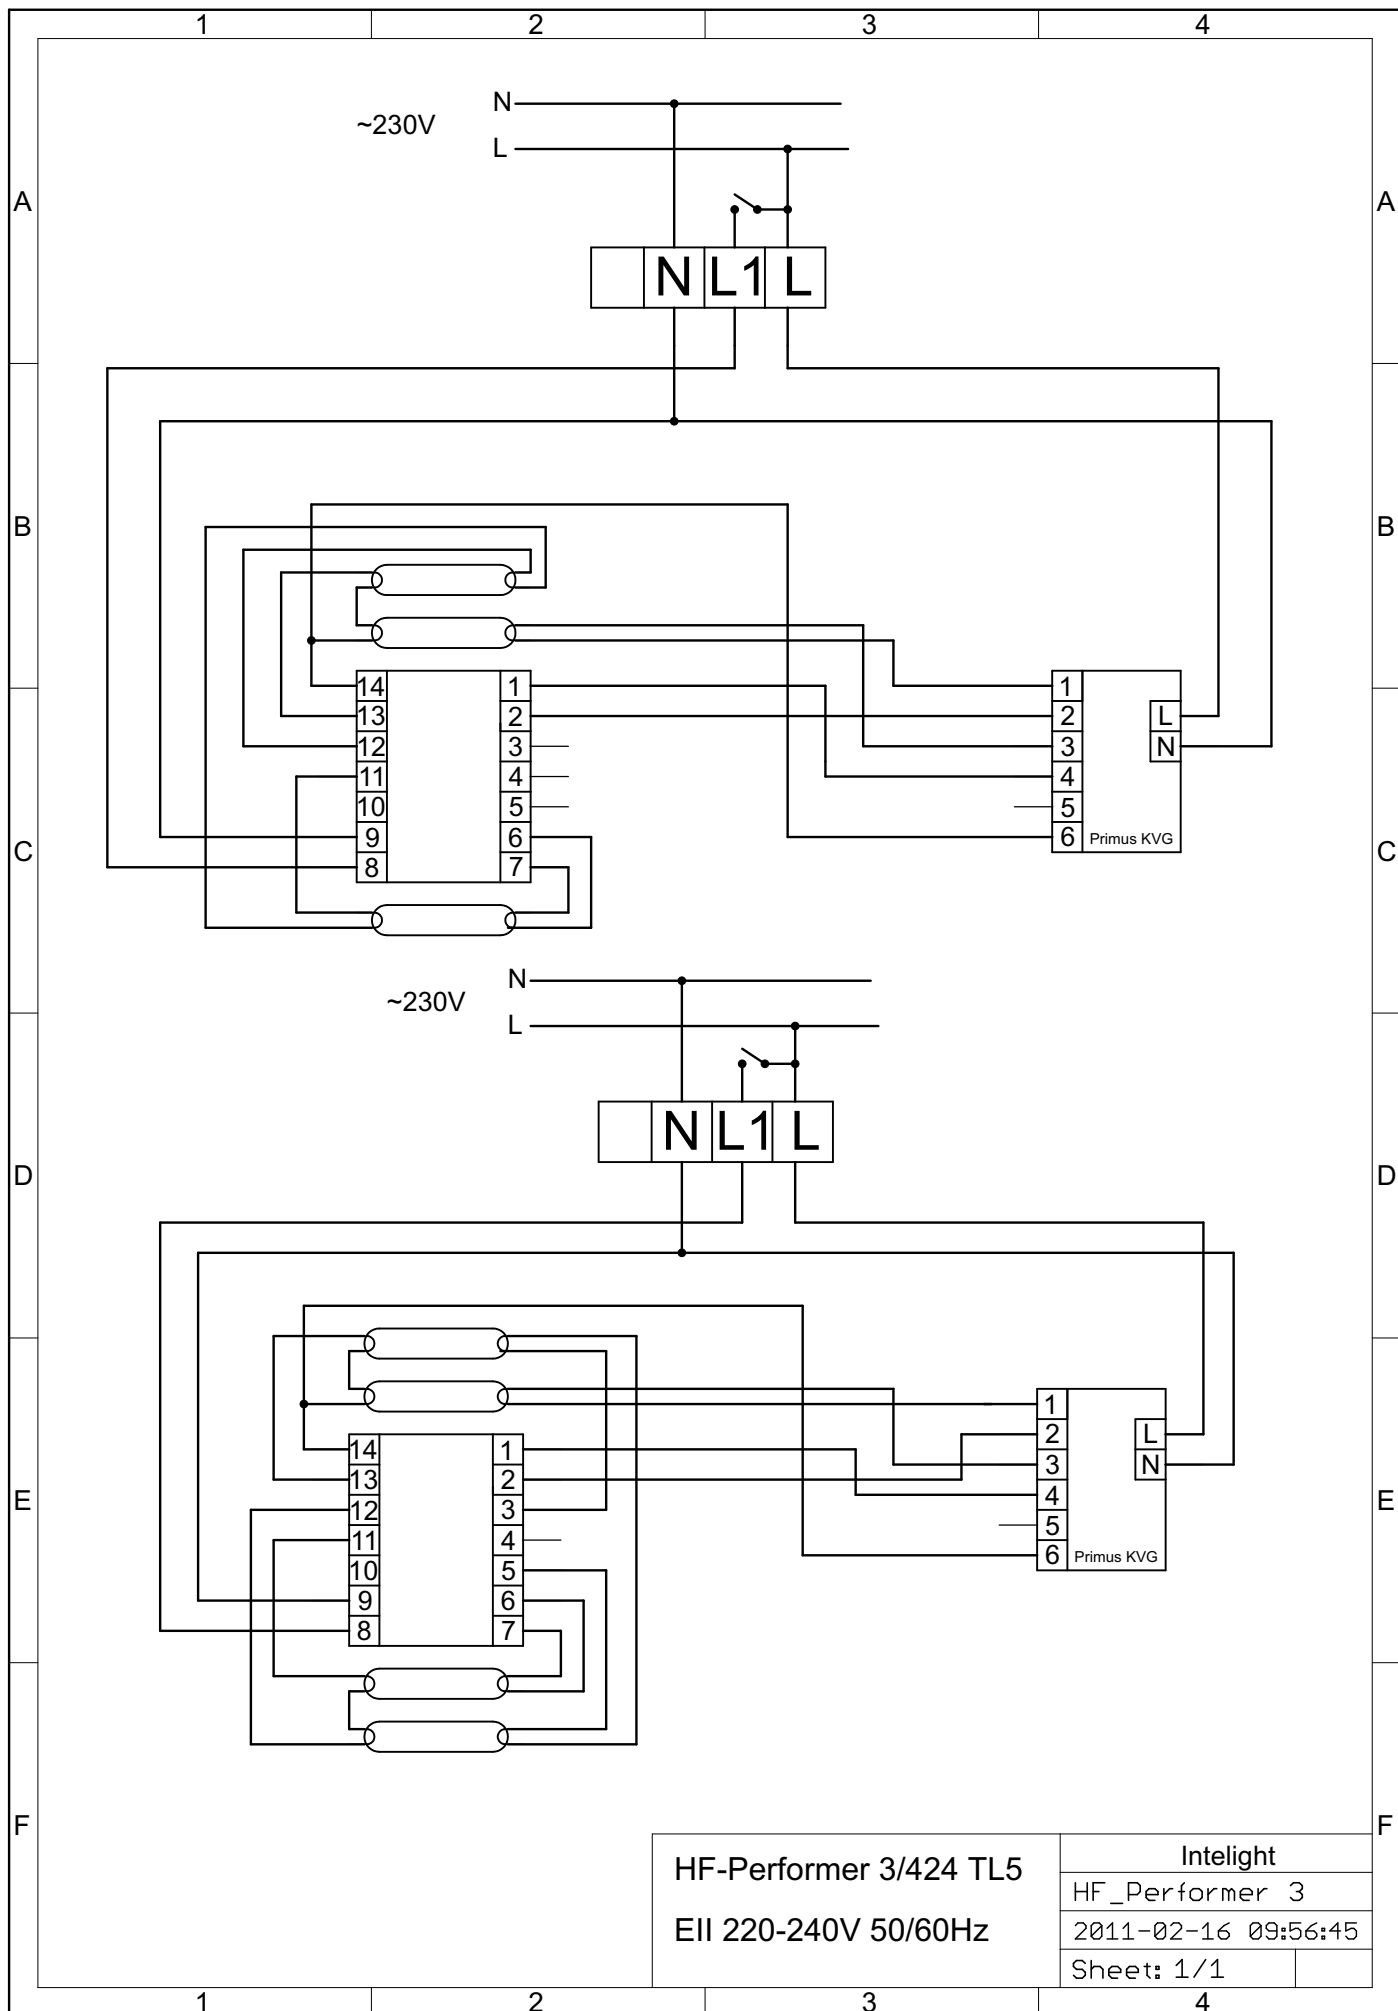 1 2 3 4
N
~230V
L
A A
N L1 L
B B
14 1 1
13 2 2 L
12 3 3 N
11 4 4
10 5 5
9 6 6 Primus KVG
8 7
C C
N
~230V
L
N L1 L
D D
1
14 1 2 L
13 2 3 N
12 3 4
11 4 5
10 5 6 Primus KVG
9 6
8 7
E E
F F
HF-Performer 3/424 TL5
EII 220-240V 50/60Hz
Intelight
HF_Performer 3
2011-02-16 09:56:45
Sheet: 1/1
1 2 3 4